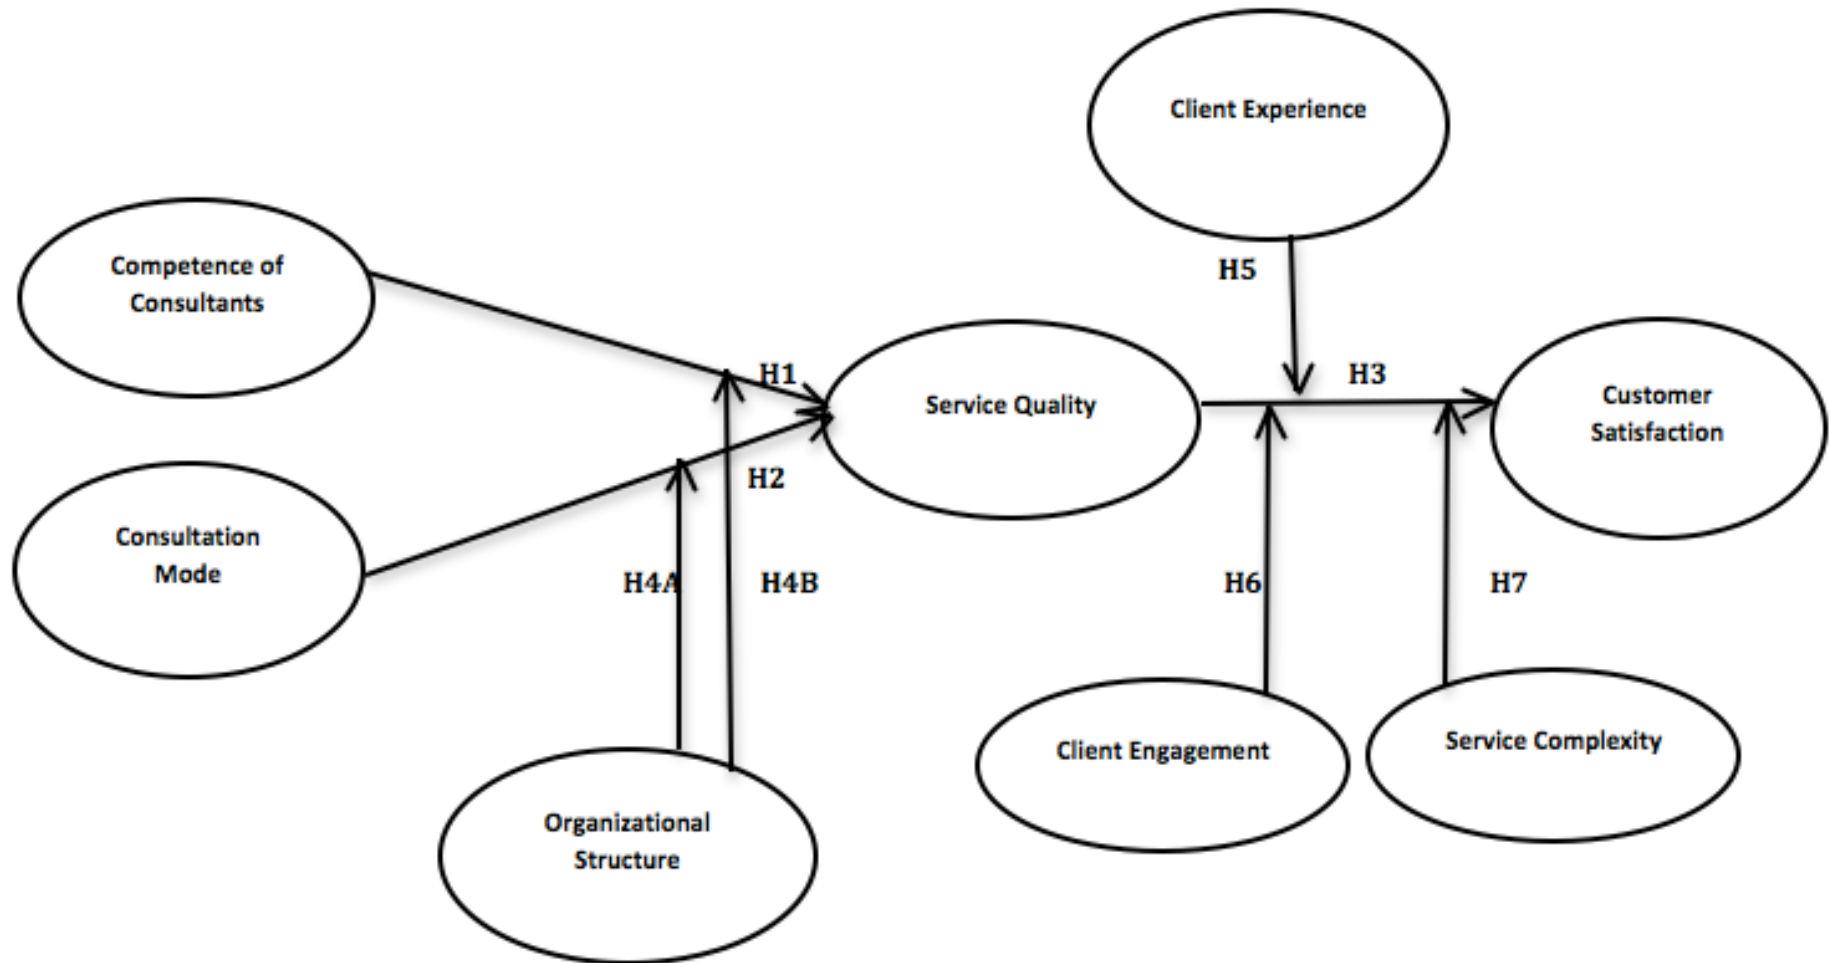 Client Experience
Competence of
Consultants
H5
H1
H3
Service Quality
Customer
Satisfaction
H2
Consultation
Mode
H4A
H4B
H6
H7
Client Engagement
Service Complexity
Organizational
Structure